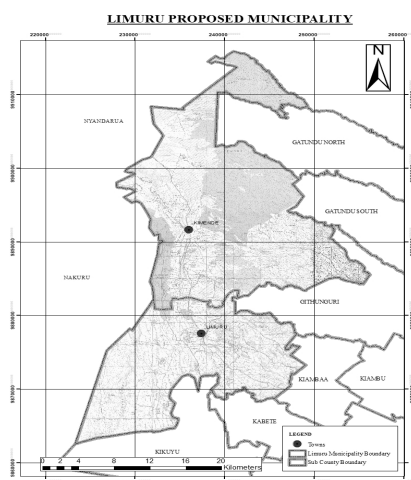 LIMURU PROPOSED MUNICIPALITY
220000 230000 240000 250000 260000
N
NYANDARUA
GATUNDU NORTH
GATUNDU SOUTH
KIMENDE
NAKURU
GITHUNGURI
LIMURU
KIAMBAA
KIAMBU
KABETE
KIKUYU
LEGEND
Towns
Limuru Municipality Boundary
Sub County Boundary
0 2 4 8 12 16 20
Kilometers